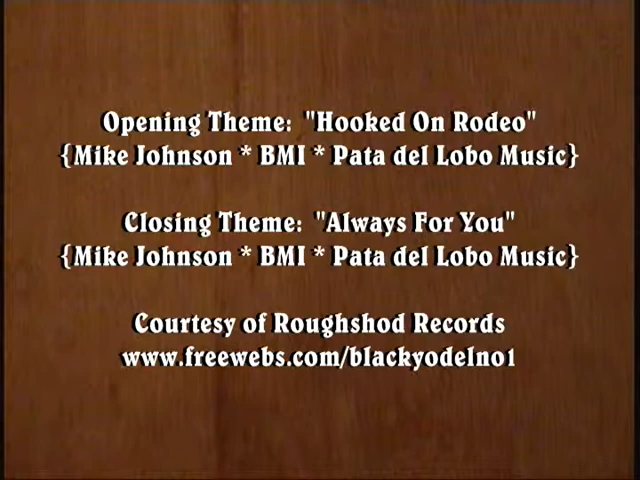 Opening Theme: "Hooked On Rodeo"
{Mike Johnson * BMI * Pata del Lobo Music}
Closing Theme: "Always For You"
{Mike Johnson * BMI * Pata del Lobo Music}
Courtesy of Roughshod Records
www.freewebs.com/blackyodelno1